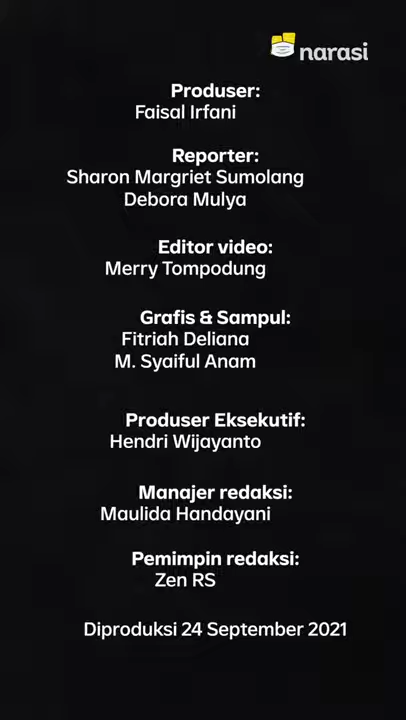 narasi
Produser:
Faisal Irfani
Reporter:
Sharon Margriet Sumolang
Debora Mulya
Editor video:
Merry Tompodung
Grafis & Sampul:
Fitriah Deliana
M. Syaiful Anam
Produser Eksekutif:
Hendri Wijayanto
Manajer redaksi:
Maulida Handayani
Pemimpin redaksi:
Zen RS
Diproduksi 24 September 2021